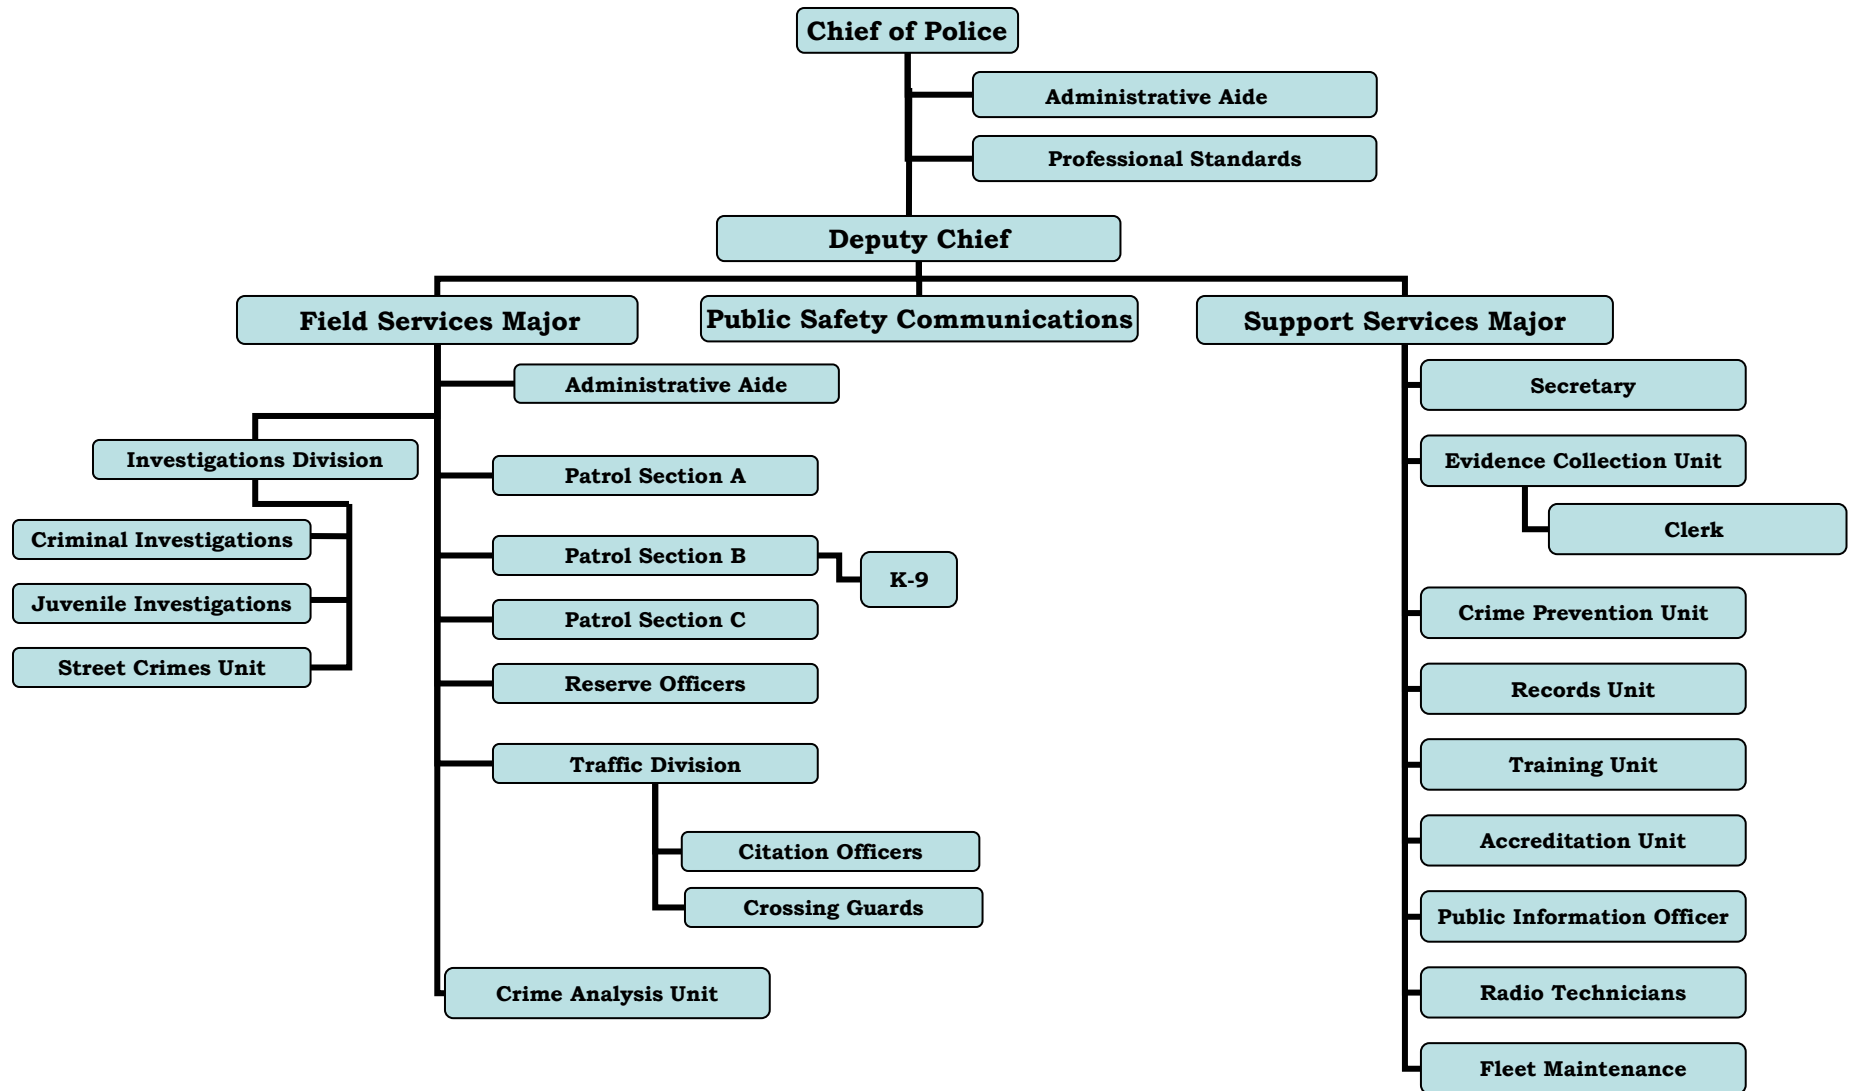 Chief of Police
Administrative Aide
Professional Standards
Deputy Chief
Field Services Major
Public Safety Communications
Support Services Major
Administrative Aide
Investigations Division
Criminal Investigations
Juvenile Investigations
Street Crimes Unit
Patrol Section A
Patrol Section B
K-9
Patrol Section C
Reserve Officers
Traffic Division
Citation Officers
Crossing Guards
Crime Analysis Unit
Secretary
Evidence Collection Unit
Clerk
Crime Prevention Unit
Records Unit
Training Unit
Accreditation Unit
Public Information Officer
Radio Technicians
Fleet Maintenance